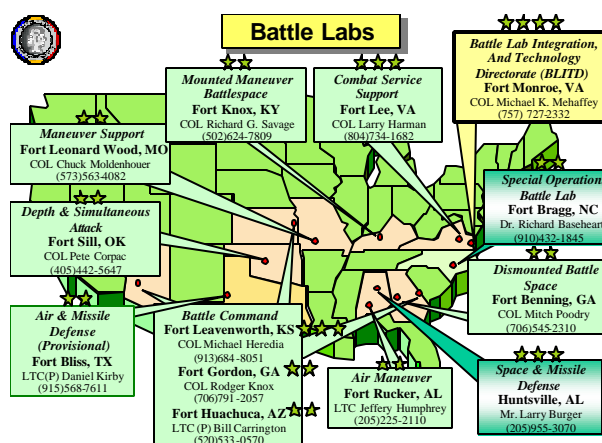 Battle Labs
Mounted Maneuver
Battlespace
Fort Knox, KY
COL Richard G. Savage
(502)624-7809
Combat Service
Support
Fort Lee, VA
COL Larry Harman
(804)734-1682
Battle Lab Integration,
And Technology
Directorate (BLITD)
Fort Monroe, VA
COL Michael K. Mehaffey
(757) 727-2332
Maneuver Support
Fort Leonard Wood, MO
COL Chuck Moldenhouer
(573)563-4082
Special Operation
Battle Lab
Fort Bragg, NC
Dr. Richard Baseheart
(910)432-1845
Depth & Simultaneous
Attack
Fort Sill, OK
COL Pete Corpac
(405)442-5647
Dismounted Battle
Space
Fort Benning, GA
COL Mitch Poodry
(706)545-2310
Air & Missile
Defense
(Provisional)
Fort Bliss, TX
LTC(P) Daniel Kirby
(915)568-7611
Battle Command
Fort Leavenworth, KS
COL Michael Heredia
(913)684-8051
Fort Gordon, GA
COL Rodger Knox
(706)791-2057
Fort Huachuca, AZ
LTC (P) Bill Carrington
(520)533-0570
Air Maneuver
Fort Rucker, AL
LTC Jeffery Humphrey
(205)225-2110
Space & Missile
Defense
Huntsville, AL
Mr. Larry Burger
(205)955-3070